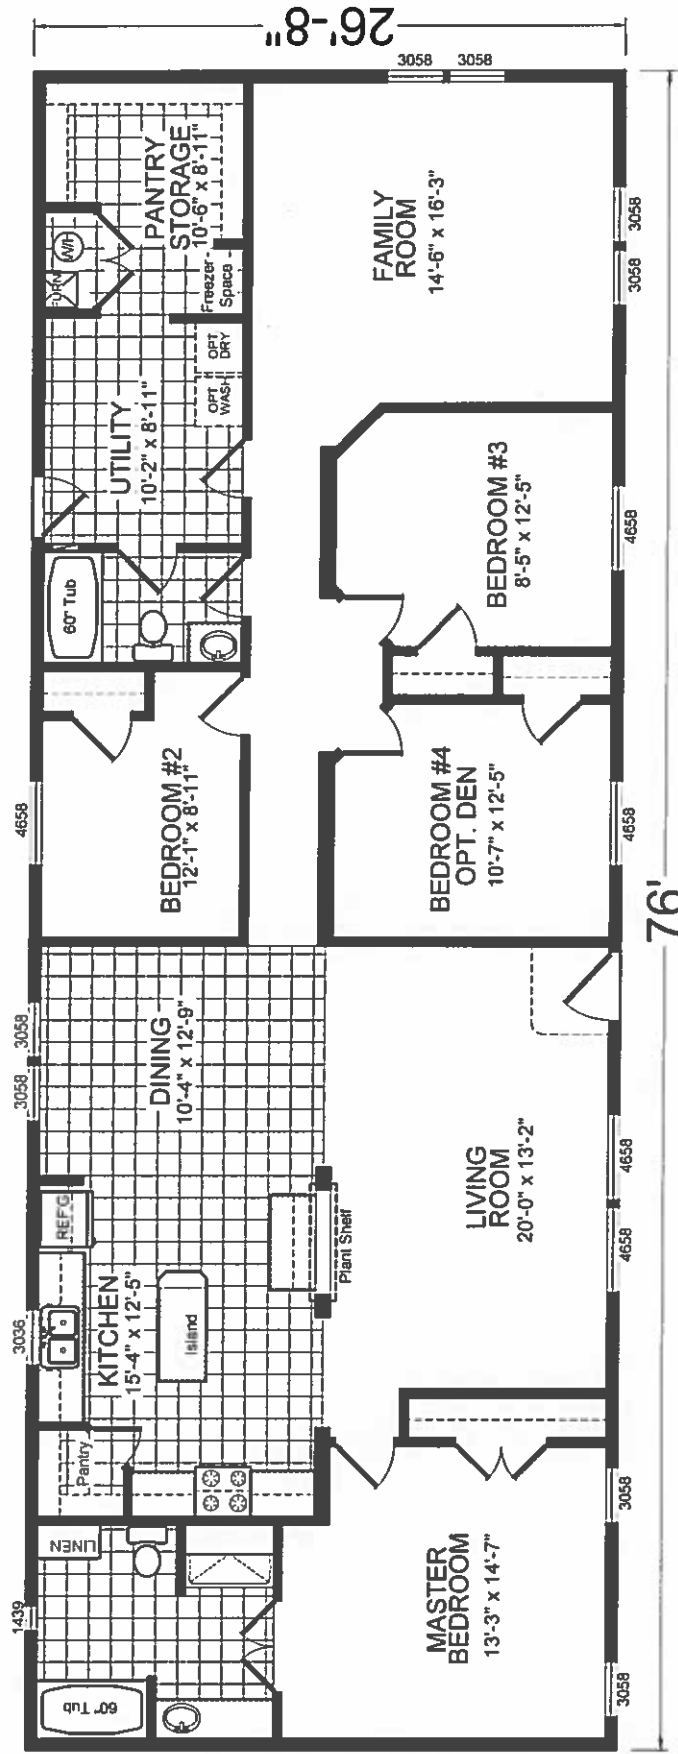 26'-8"
76'
3058
3058
PANTRY
STORAGE
10'-6" x 8'-11"
W/H
FURN
Freezer
Space
FAMILY
ROOM
14'-6" x 16'-3"
3058
3058
UTILITY
10'-2" x 8'-11"
OPT
WASH
OPT
DRY
60" Tub
BEDROOM #3
8'-5" x 12'-5"
4658
4658
BEDROOM #2
12'-1" x 8'-11"
BEDROOM #4
OPT. DEN
10'-7" x 12'-5"
4658
3058
3058
DINING
10'-4" x 12'-9"
REF'G
3036
KITCHEN
15'-4" x 12'-5"
Island
Plant Shelf
Pantry
LIVING
ROOM
20'-0" x 13'-2"
4658
4658
LINEN
1439
60" Tub
MASTER
BEDROOM
13'-3" x 14'-7"
3058
3058